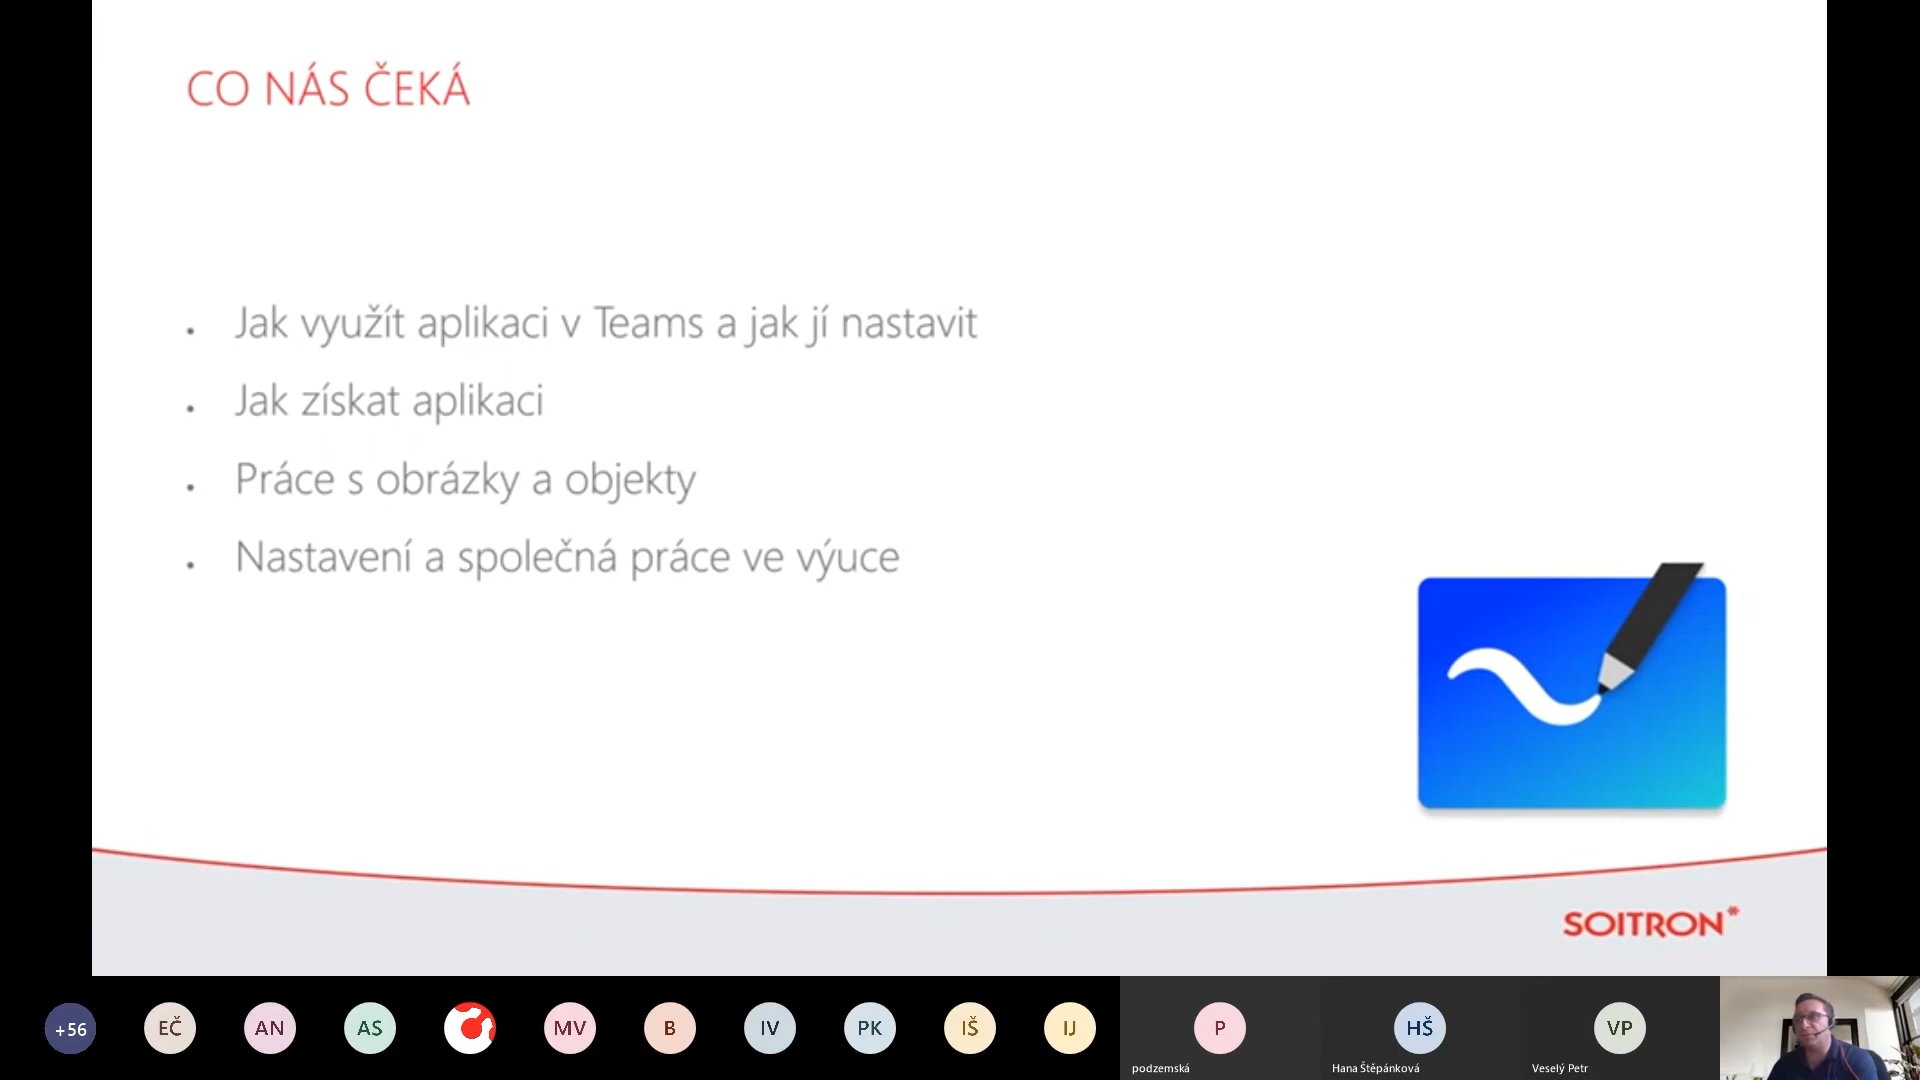 CO NÁS ČEKÁ
Jak využít aplikaci v Teams a jak jí nastavit
Jak získat aplikaci
Práce s obrázky a objekty
Nastavení a společná práce ve výuce
SOITRON*
+56
EČ
AN
AS
MV
B
IV
PK
IŠ
IJ
P
HŠ
VP
podzemská
Hana Štěpánková
Veselý Petr